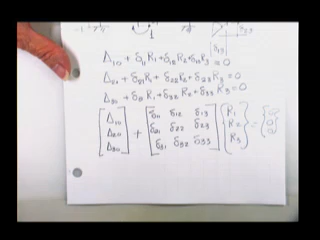 Δ10 + δ11R1 + δ12R2 + δ13R3 = 0
Δ20 + δ21R1 + δ22R2 + δ23R3 = 0
Δ30 + δ31R1 + δ32R2 + δ33R3 = 0
[Δ10 Δ20 Δ30] + [δ11 δ12 δ13 δ21 δ22 δ23 δ31 δ32 δ33] {R1 R2 R3} = {0 0 0}